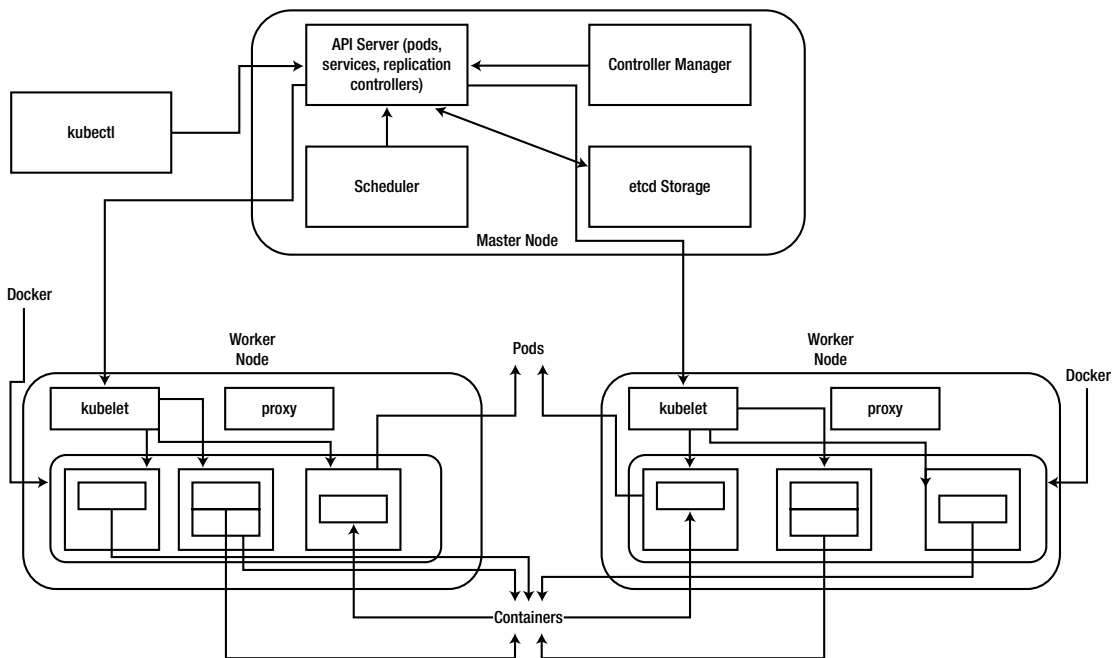 API Server (pods,
services, replication
controllers)
Controller Manager
kubectl
Scheduler
etcd Storage
Master Node
Docker
Worker
Node
Pods
Worker
Node
Docker
kubelet
proxy
kubelet
proxy
Containers